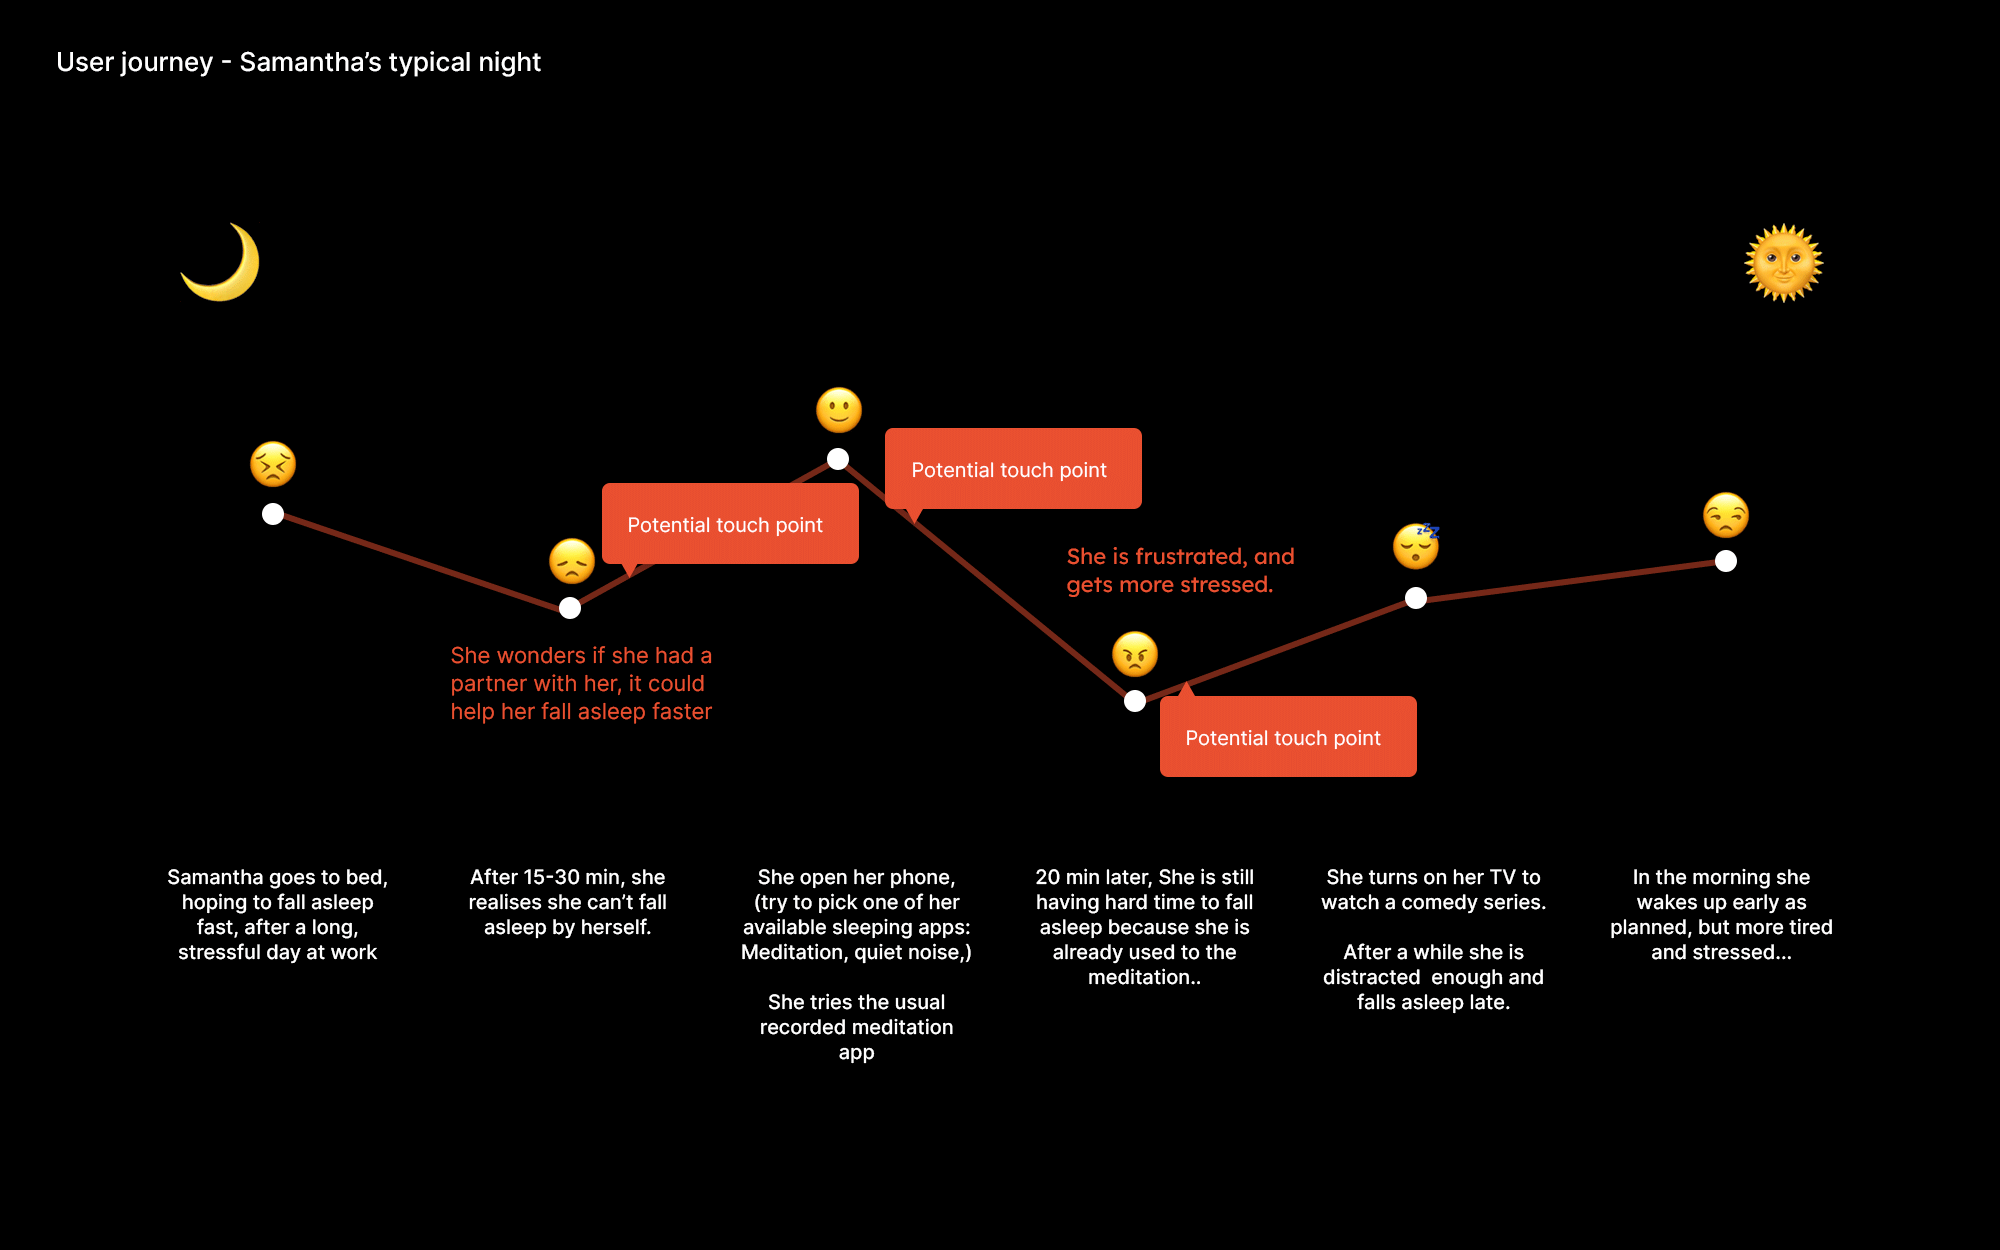 User journey - Samantha’s typical night
Potential touch point
Potential touch point
She is frustrated, and
gets more stressed.
She wonders if she had a
partner with her, it could
help her fall asleep faster
Potential touch point
Samantha goes to bed,
hoping to fall asleep
fast, after a long,
stressful day at work
After 15-30 min, she
realises she can’t fall
asleep by herself.
She open her phone,
(try to pick one of her
available sleeping apps:
Meditation, quiet noise,)
She tries the usual
recorded meditation
app
20 min later, She is still
having hard time to fall
asleep because she is
already used to the
meditation..
She turns on her TV to
watch a comedy series.
After a while she is
distracted  enough and
falls asleep late.
In the morning she
wakes up early as
planned, but more tired
and stressed...